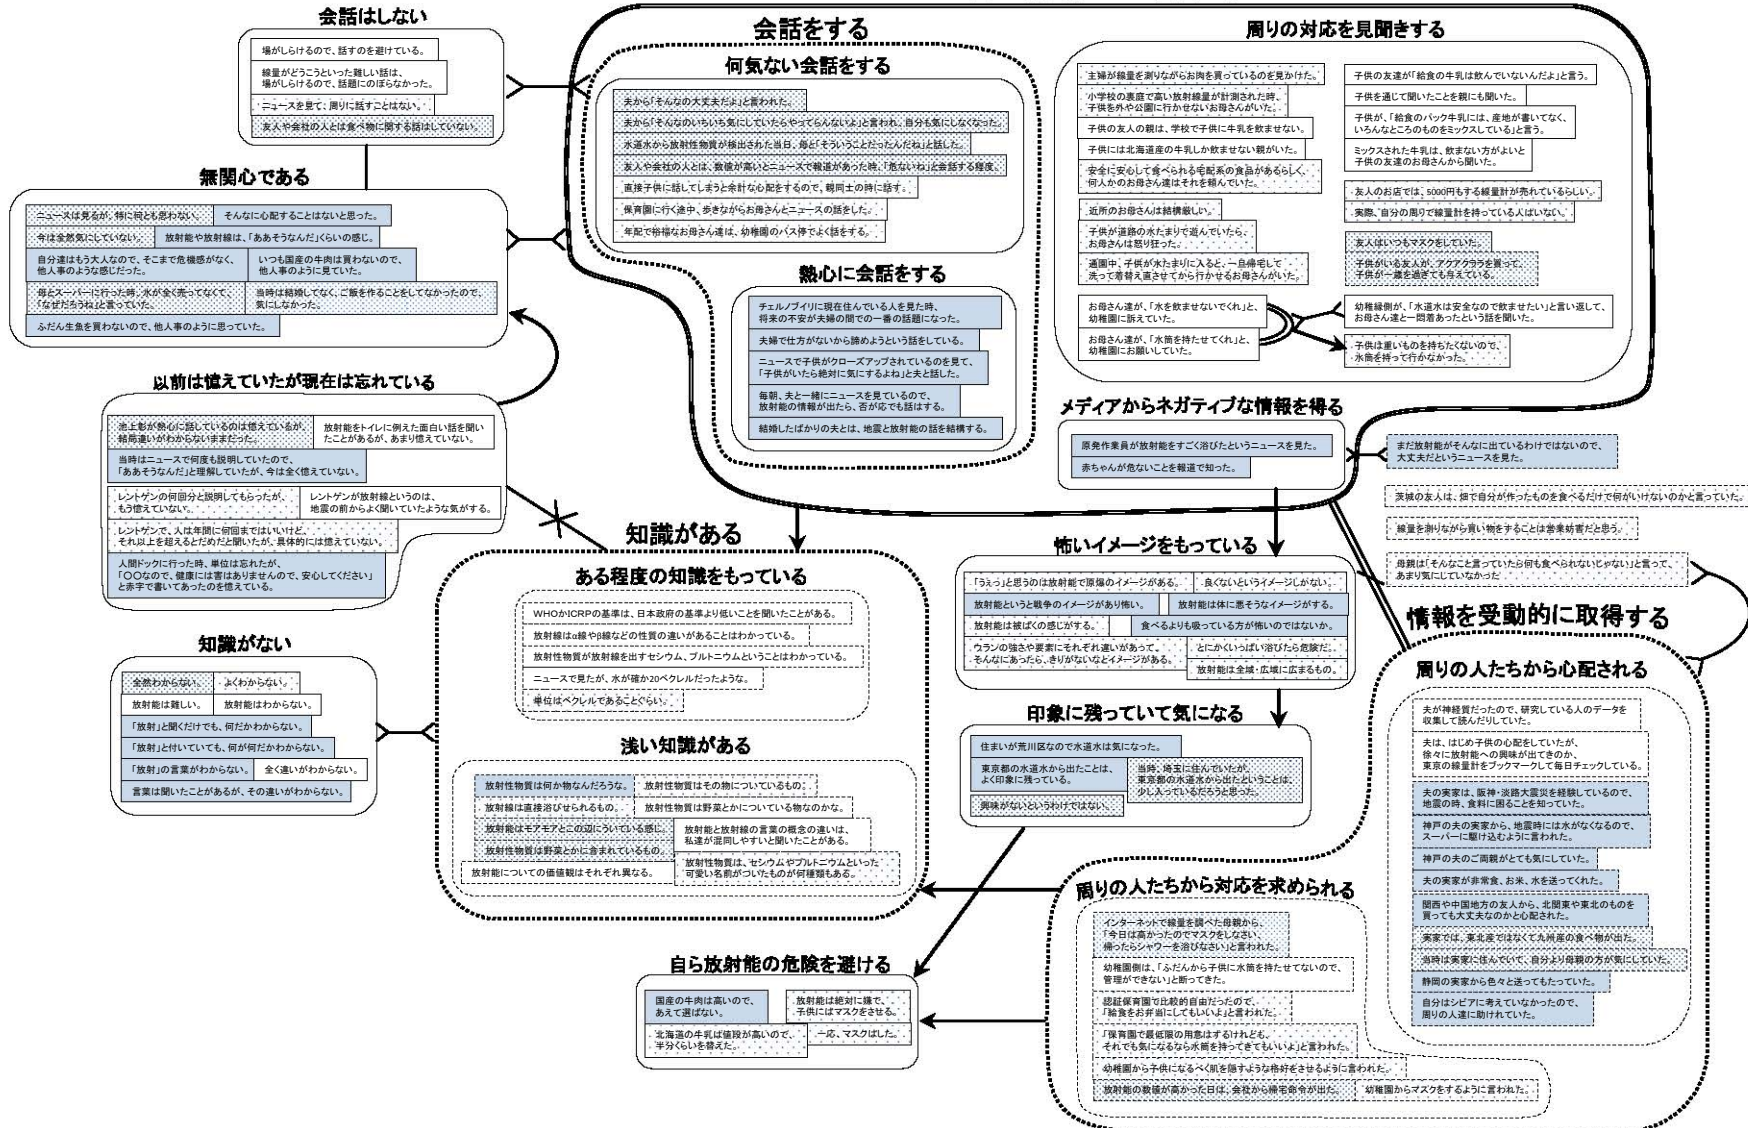 会話はしない
場がしらけるので、話すのを避けている。
線量がどうこうといった難しい話は、
場がしらけるので、話題にのぼらなかった。
ニュースを見て、周りに話すことはない。
友人や会社の人とは食べ物に関する話はしていない。
無関心である
ニュースは見るが、特に何とも思わない。
そんなに心配することはないと思った。
今は全然気にしていない。
放射能や放射線は、「ああそうなんだ」くらいの感じ。
自分達はもう大人なので、そこまで危機感がなく、
他人事のような感じだった。
いつも国産の牛肉は買わないので、
他人事のように見ていた。
母とスーパーに行った時、水が全く売ってなくて、
「なぜだろうね」と言っていた。
当時は結婚してなく、ご飯を作ることをしてなかったので、
気にしなかった。
ふだん生魚を買わないので、他人事のように思っていた。
以前は憶えていたが現在は忘れている
池上彰が熱心に話しているのは憶えているが、
結局違いがわからないままだった。
放射能をトイレに例えた面白い話を聞い
たことがあるが、あまり憶えていない。
当時はニュースで何度も説明していたので、
「ああそうなんだ」と理解していたが、今は全く憶えていない。
レントゲンの何回分と説明してもらったが、
もう憶えていない。
レントゲンが放射線というのは、
地震の前からよく聞いていたような気がする。
レントゲンで、人は年間に何回まではいいけど、
それ以上を超えるとだめだと聞いたが、具体的には憶えていない。
人間ドックに行った時、単位は忘れたが、
「〇〇なので、健康には害はありませんので、安心してください」
と赤字で書いてあったのを憶えている。
知識がない
全然わからない。
よくわからない。
放射能は難しい。
放射能はわからない。
「放射」と聞くだけでも、何だかわからない。
「放射」と付いていても、何が何だかわからない。
「放射」の言葉がわからない。
全く違いがわからない。
言葉は聞いたことがあるが、その違いがわからない。
会話をする
何気ない会話をする
夫から「そんなの大丈夫だよ」と言われた。
夫から「そんなのいちいち気にしていたらやってらんないよ」と言われ、自分も気にしなくなった。
水道水から放射性物質が検出された当日、母と「そういうことだったんだね」と話した。
友人や会社の人とは、数値が高いとニュースで報道があった時、「危ないね」と会話する程度。
直接子供に話してしまうと余計な心配をするので、親同士の時に話す。
保育園に行く途中、歩きながらお母さんとニュースの話をした。
年配で裕福なお母さん達は、幼稚園のバス停でよく話をする。
熱心に会話をする
チェルノブイリに現在住んでいる人を見た時、
将来の不安が夫婦の間での一番の話題になった。
夫婦で仕方がないから諦めようという話をしている。
ニュースで子供がクローズアップされているのを見て、
「子供がいたら絶対に気にするよね」と夫と話した。
毎朝、夫と一緒にニュースを見ているので、
放射能の情報が出たら、否が応でも話はする。
結婚したばかりの夫とは、地震と放射能の話を結構する。
周りの対応を見聞きする
主婦が線量を測りながらお肉を買っているのを見かけた。
小学校の裏庭で高い放射線量が計測された時、
子供を外や公園に行かせないお母さんがいた。
子供の友人の親は、学校で子供に牛乳を飲ませない。
子供には北海道産の牛乳しか飲ませない親がいた。
安全に安心して食べられる宅配系の食品があるらしく、
何人かのお母さん達はそれを頼んでいた。
近所のお母さんは結構厳しい。
子供が道路の水たまりで遊んでいたら、
お母さんは怒り狂った。
通園中、子供が水たまりに入ると、一旦帰宅して
洗って着替え直させてから行かせるお母さんがいた。
お母さん達が、「水を飲ませないでくれ」と、
幼稚園に訴えていた。
お母さん達が、「水筒を持たせてくれ」と、
幼稚園にお願いしていた。
子供の友達が「給食の牛乳は飲んでいないんだよ」と言う。
子供を通じて聞いたことを親にも聞いた。
子供が、「給食のパック牛乳には、産地が書いてなく、
いろんなところのものをミックスしている」と言う。
ミックスされた牛乳は、飲まない方がよいと
子供の友達のお母さんから聞いた。
友人のお店では、5000円もする線量計が売れているらしい。
実際、自分の周りで線量計を持っている人はいない。
友人はいつもマスクをしていた。
子供がいる友人が、アクアクララを買って、
子供が一歳を過ぎても与えている。
幼稚縁側が、「水道水は安全なので飲ませたい」と言い返して、
お母さん達と一悶着あったという話を聞いた。
子供は重いものを持ちたくないので、
水筒を持って行かなかった。
メディアからネガティブな情報を得る
原発作業員が放射能をすごく浴びたというニュースを見た。
赤ちゃんが危ないことを報道で知った。
まだ放射能がそんなに出ているわけではないので、
大丈夫だというニュースを見た。
茨城の友人は、畑で自分が作ったものを食べるだけで何がいけないのかと言っていた。
線量を測りながら買い物をすることは営業妨害だと思う。
母親は「そんなこと言っていたら何も食べられないじゃない」と言って、
あまり気にしていなかった
知識がある
ある程度の知識をもっている
WHOかICRPの基準は、日本政府の基準より低いことを聞いたことがある。
放射線はα線やβ線などの性質の違いがあることはわかっている。
放射性物質が放射線を出すセシウム、プルトニウムということはわかっている。
ニュースで見たが、水が確か20ベクレルだったような。
単位はベクレルであることぐらい。
浅い知識がある
放射性物質は何か物なんだろうな。
放射性物質はその物についているもの。
放射線は直接浴びせられるもの。
放射性物質は野菜とかについている物なのかな。
放射能はモアモアとこの辺にういている感じ。
放射能と放射線の言葉の概念の違いは、
私達が混同しやすいと聞いたことがある。
放射性物質は野菜とかに含まれているもの。
放射性物質は、セシウムやプルトニウムといった
可愛い名前がついたものが何種類もある。
放射能についての価値観はそれぞれ異なる。
怖いイメージをもっている
「うえっ」と思うのは放射能で原爆のイメージがある。
良くないというイメージしかない。
放射能というと戦争のイメージがあり怖い。
放射能は体に悪そうなイメージがする。
放射能は被ばくの感じがする。
食べるよりも吸っている方が怖いのではないか。
ウランの強さや要素にそれぞれ違いがあって、
そんなにあったら、きりがないなとイメージがある。
とにかくいっぱい浴びたら危険だ。
放射能は全域・広域に広まるもの。
印象に残っていて気になる
住まいが荒川区なので水道水は気になった。
東京都の水道水から出たことは、
よく印象に残っている。
当時、埼玉に住んでいたが、
東京都の水道水から出たということは、
少し入っているだろうと思った。
興味がないというわけではない。
自ら放射能の危険を避ける
国産の牛肉は高いので、
あえて選ばない。
放射能は絶対に嫌で、
子供にはマスクをさせる。
北海道の牛乳は値段が高いので、
半分くらいを替えた。
一応、マスクはした。
情報を受動的に取得する
周りの人たちから心配される
夫が神経質だったので、研究している人のデータを
収集して読んだりしていた。
夫は、はじめ子供の心配をしていたが、
徐々に放射能への興味が出てきのか、
東京の線量計をブックマークして毎日チェックしている。
夫の実家は、阪神・淡路大震災を経験しているので、
地震の時、食料に困ることを知っていた。
神戸の夫の実家から、地震時には水がなくなるので、
スーパーに駆け込むように言われた。
神戸の夫のご両親がとても気にしていた。
夫の実家が非常食、お米、水を送ってくれた。
関西や中国地方の友人から、北関東や東北のものを
買っても大丈夫なのかと心配された。
実家では、東北産ではなくて九州産の食べ物が出た。
当時は実家に住んでいて、自分より母親の方が気にしていた。
静岡の実家から色々と送ってもたっていた。
自分はシビアに考えていなかったので、
周りの人達に助けれていた。
周りの人たちから対応を求められる
インターネットで線量を調べた母親から、
「今日は高かったのでマスクをしなさい、
帰ったらシャワーを浴びなさい」と言われた。
幼稚園側は、「ふだんから子供に水筒を持たせてないので、
管理ができない」と断ってきた。
認証保育園で比較的自由だったので、
「給食をお弁当にしてもいいよ」と言われた。
「保育園で最低限の用意はするけれども、
それでも気になるなら水筒を持ってきてもいいよ」と言われた。
幼稚園から子供になるべく肌を隠すような格好をさせるように言われた。
放射能の数値が高かった日は、会社から帰宅命令が出た。
幼稚園からマスクをするように言われた。